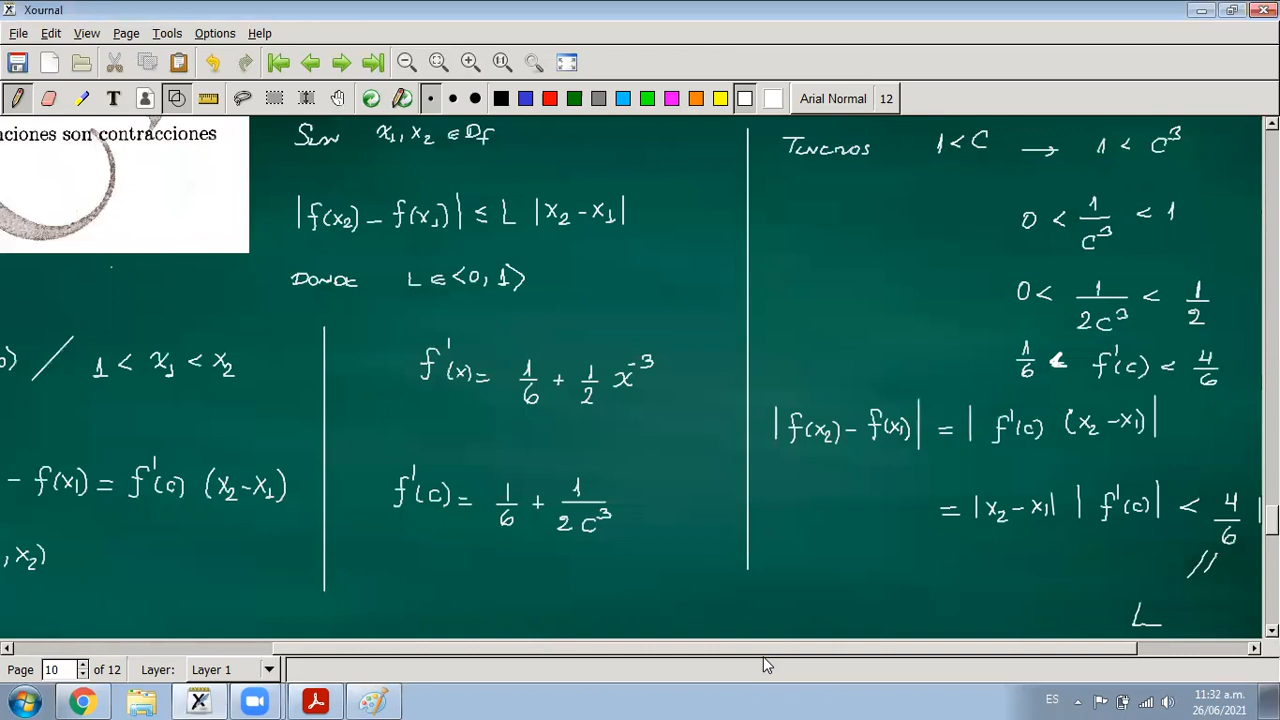 Xournal
File Edit View Page Tools Options Help
Arial Normal 12
nciones son contracciones
Sean x₁, x₂ ∈ Df
|f(x₂) - f(x₁)| ≤ L |x₂ - x₁|
DONDE L ∈ <0, 1>
) / 1 < x₁ < x₂
- f(x₁) = f'(c) (x₂ - x₁)
, x₂)
f'(x) = 1/6 + 1/2 x⁻³
f'(c) = 1/6 + 1/(2c³)
TENEMOS 1 < C → 1 < C³
0 < 1/C³ < 1
0 < 1/(2C³) < 1/2
1/6 < f'(c) < 4/6
|f(x₂) - f(x₁)| = | f'(c) (x₂ - x₁)|
= |x₂ - x₁| | f'(c)| < 4/6 |
//
L
Page 10 of 12 Layer: Layer 1
ES 11:32 a.m.
26/06/2021